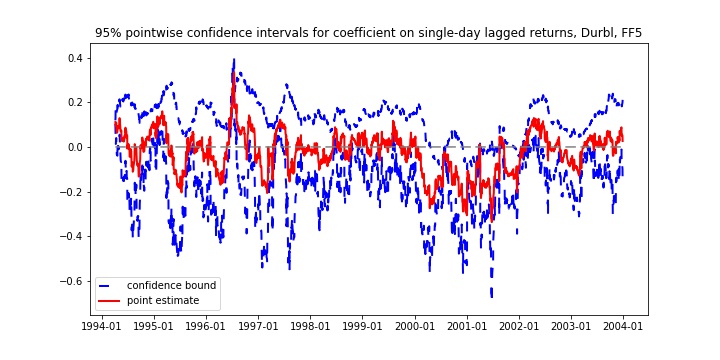 95% pointwise confidence intervals for coefficient on single-day lagged returns, Durbl, FF5
0.4
0.2
0.0
−0.2
−0.4
−0.6
confidence bound
point estimate
1994-01 1995-01 1996-01 1997-01 1998-01 1999-01 2000-01 2001-01 2002-01 2003-01 2004-01